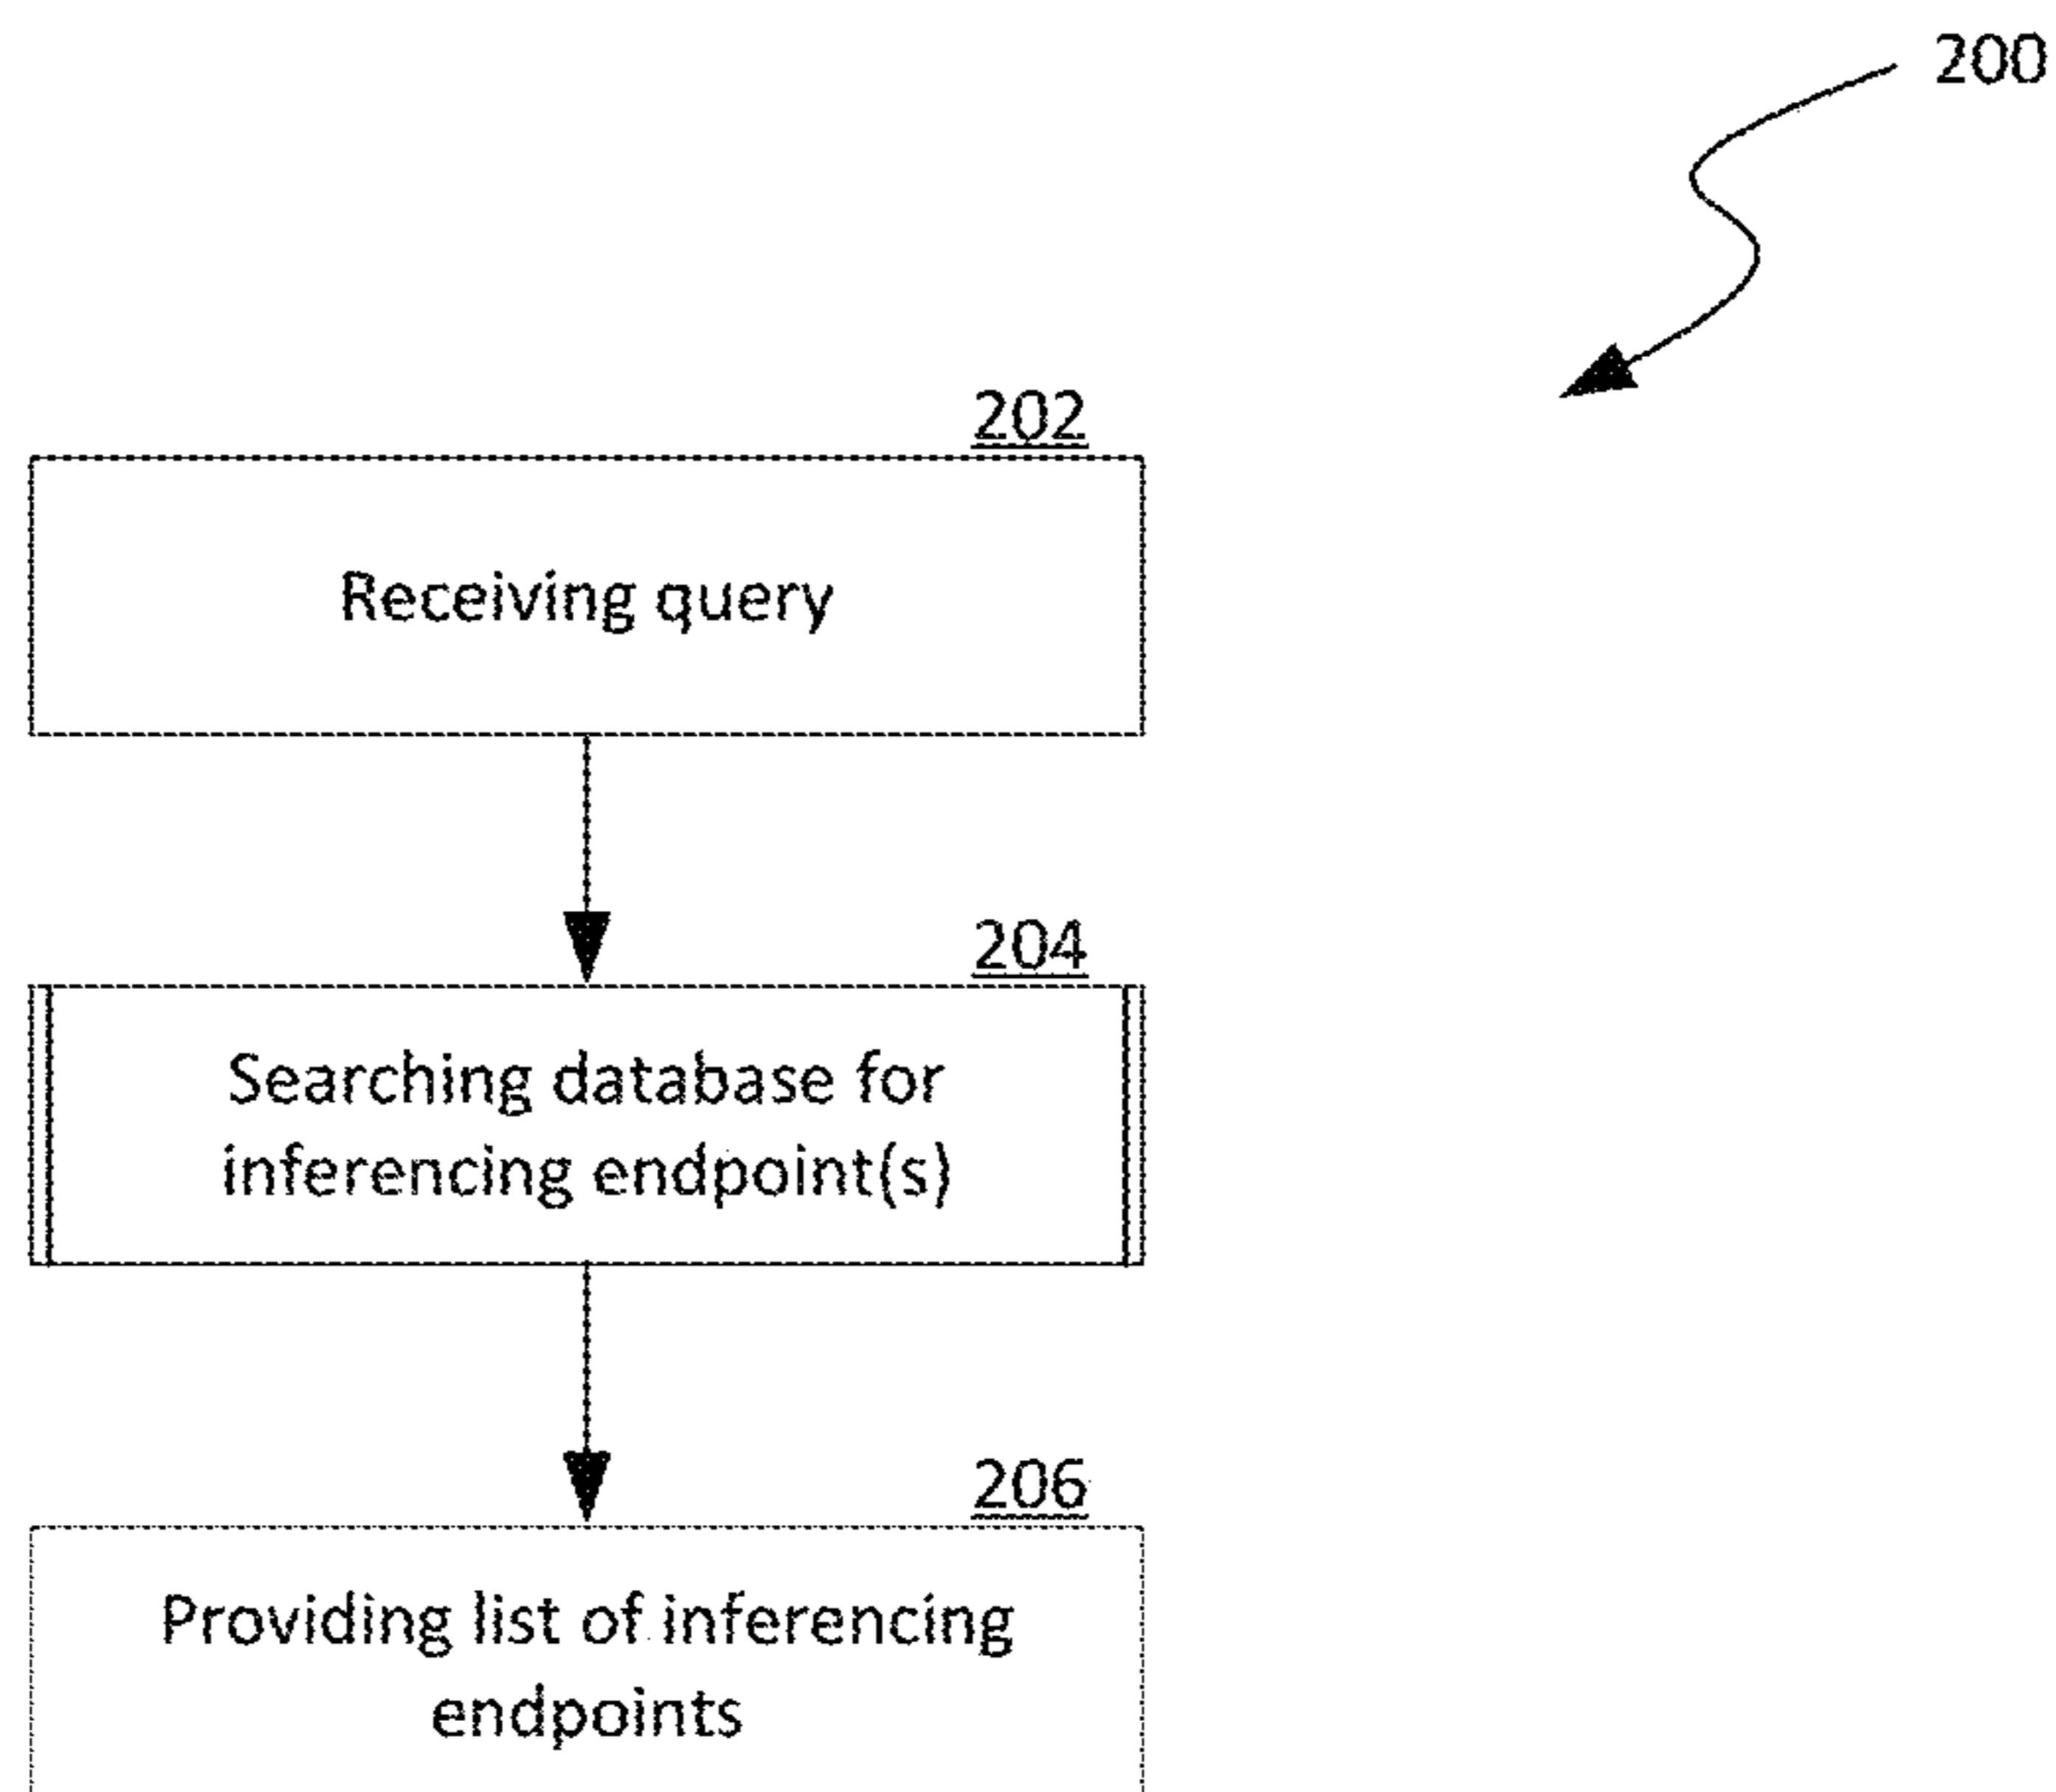 200
202
Receiving query
204
Searching database for
inferencing endpoint(s)
206
Providing list of inferencing
endpoints